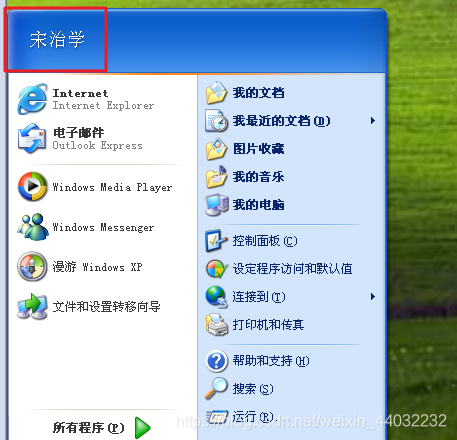 宋治学
Internet
Internet Explorer
电子邮件
Outlook Express
Windows Media Player
Windows Messenger
漫游 Windows XP
文件和设置转移向导
所有程序(P)
我的文档
我最近的文档(D)
图片收藏
我的音乐
我的电脑
控制面板(C)
设定程序访问和默认值
连接到(T)
打印机和传真
帮助和支持(H)
搜索(S)
运行(R)...
https://blog.csdn.net/weixin_44032232